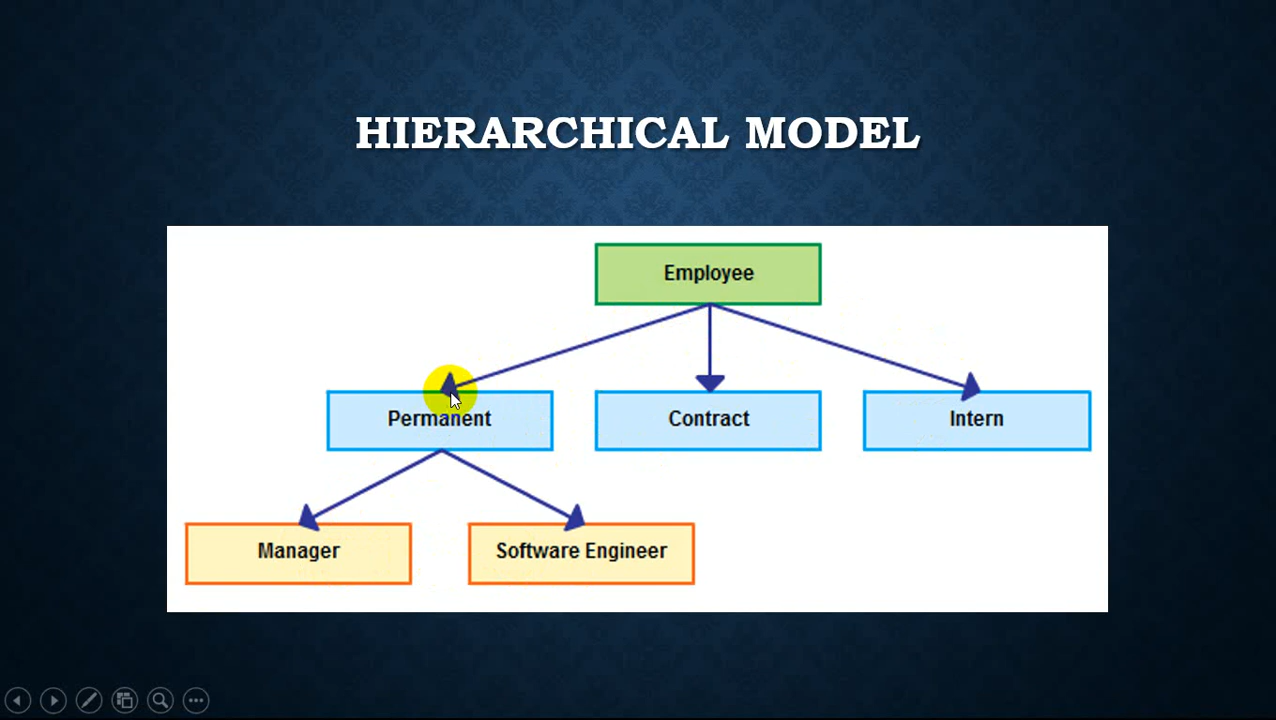 HIERARCHICAL MODEL
Employee
Permanent
Contract
Intern
Manager
Software Engineer